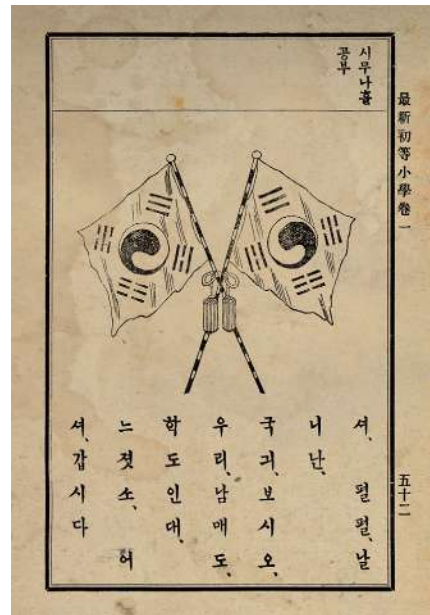 最新初等小學卷一
五十二
시무나흘
공부
셔, 펄펄, 날
니난,
국긔, 보시오,
우리, 남매도,
학도인대,
느졋소, 어
셔, 갑시다